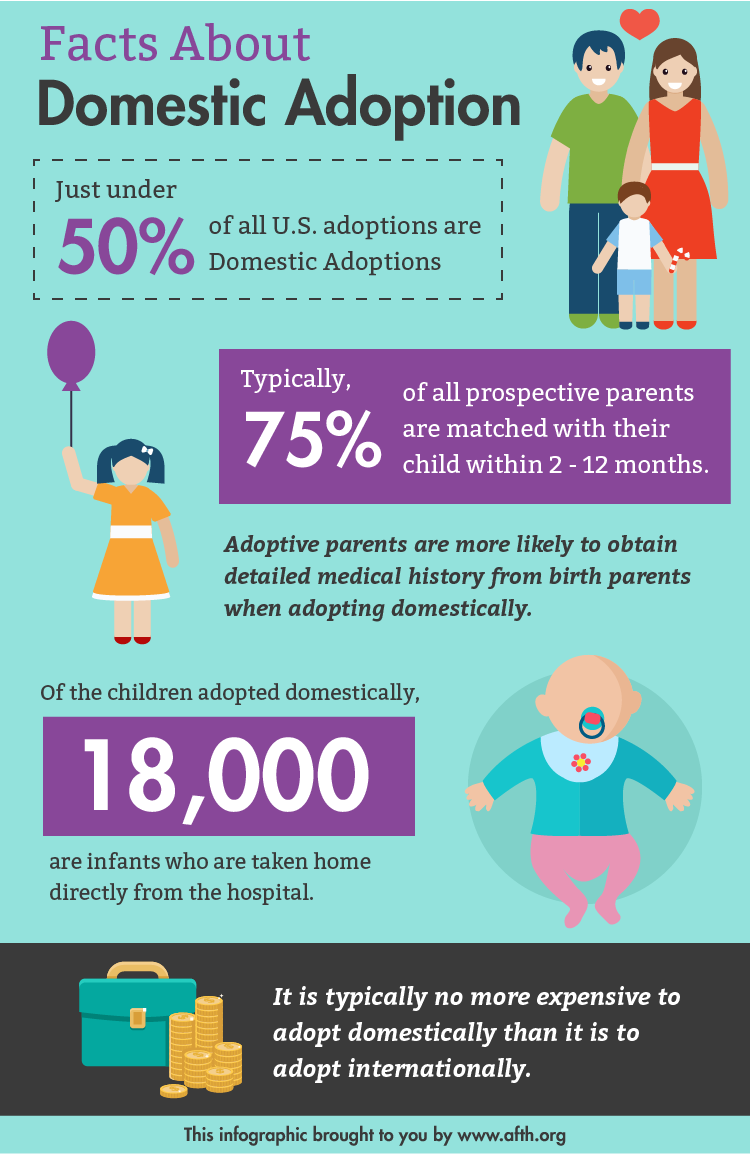 Facts About
Domestic Adoption
Just under
50%
of all U.S. adoptions are
Domestic Adoptions
Typically,
75%
of all prospective parents
are matched with their
child within 2 - 12 months.
Adoptive parents are more likely to obtain
detailed medical history from birth parents
when adopting domestically.
Of the children adopted domestically,
18,000
are infants who are taken home
directly from the hospital.
It is typically no more expensive to
adopt domestically than it is to
adopt internationally.
This infographic brought to you by www.afth.org